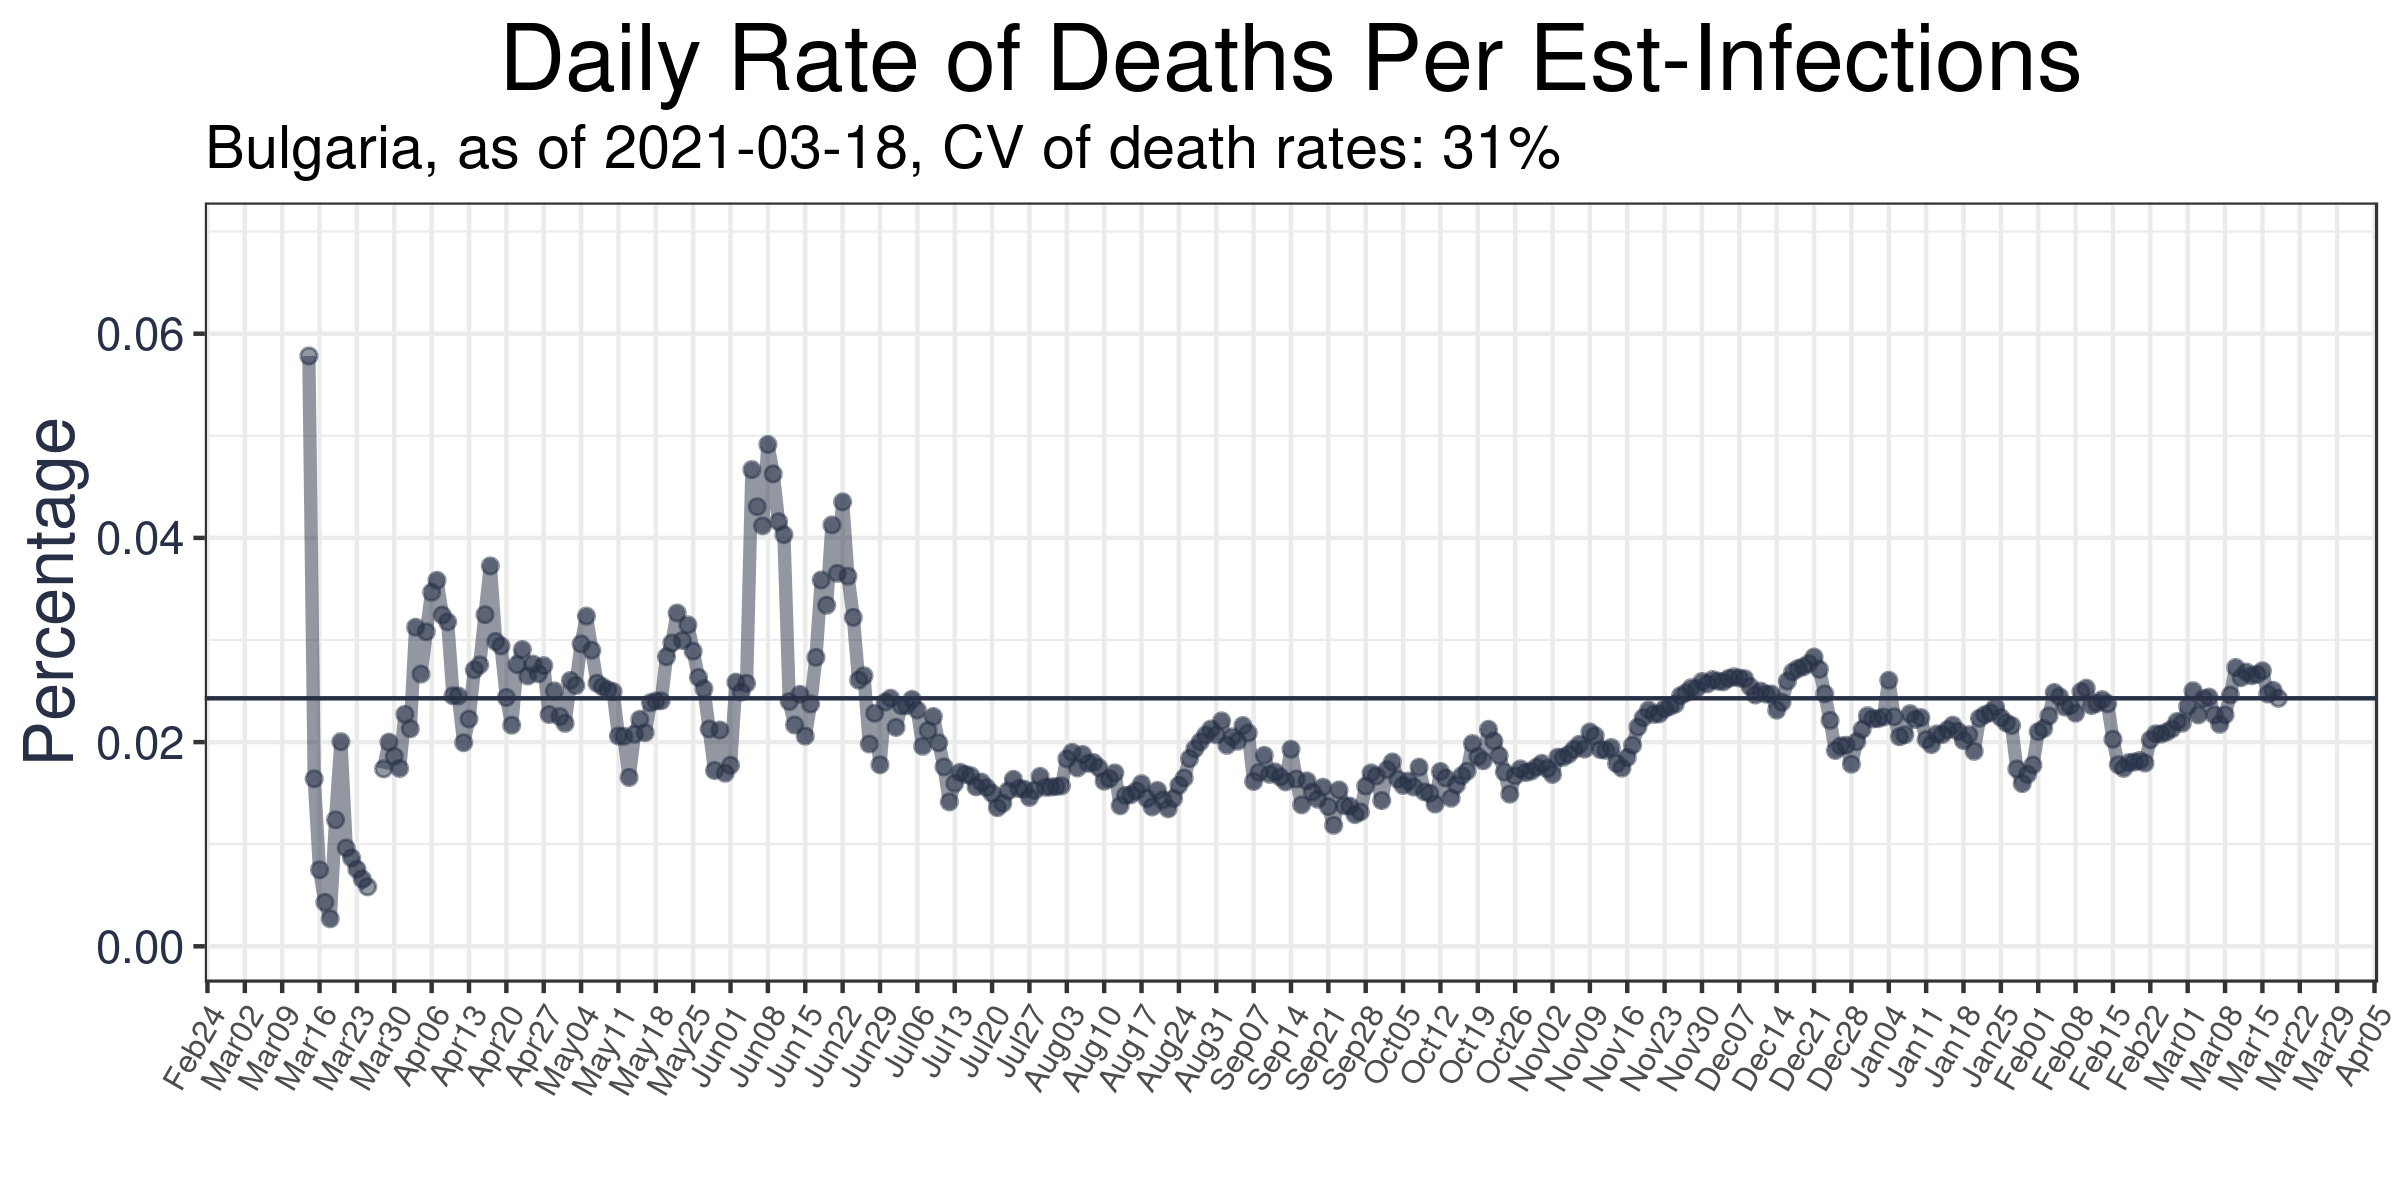 Daily Rate of Deaths Per Est-Infections
Bulgaria, as of 2021-03-18, CV of death rates: 31%
Percentage
0.06
0.04
0.02
0.00
Feb24
Mar02
Mar09
Mar16
Mar23
Mar30
Apr06
Apr13
Apr20
Apr27
May04
May11
May18
May25
Jun01
Jun08
Jun15
Jun22
Jun29
Jul06
Jul13
Jul20
Jul27
Aug03
Aug10
Aug17
Aug24
Aug31
Sep07
Sep14
Sep21
Sep28
Oct05
Oct12
Oct19
Oct26
Nov02
Nov09
Nov16
Nov23
Nov30
Dec07
Dec14
Dec21
Dec28
Jan04
Jan11
Jan18
Jan25
Feb01
Feb08
Feb15
Feb22
Mar01
Mar08
Mar15
Mar22
Mar29
Apr05